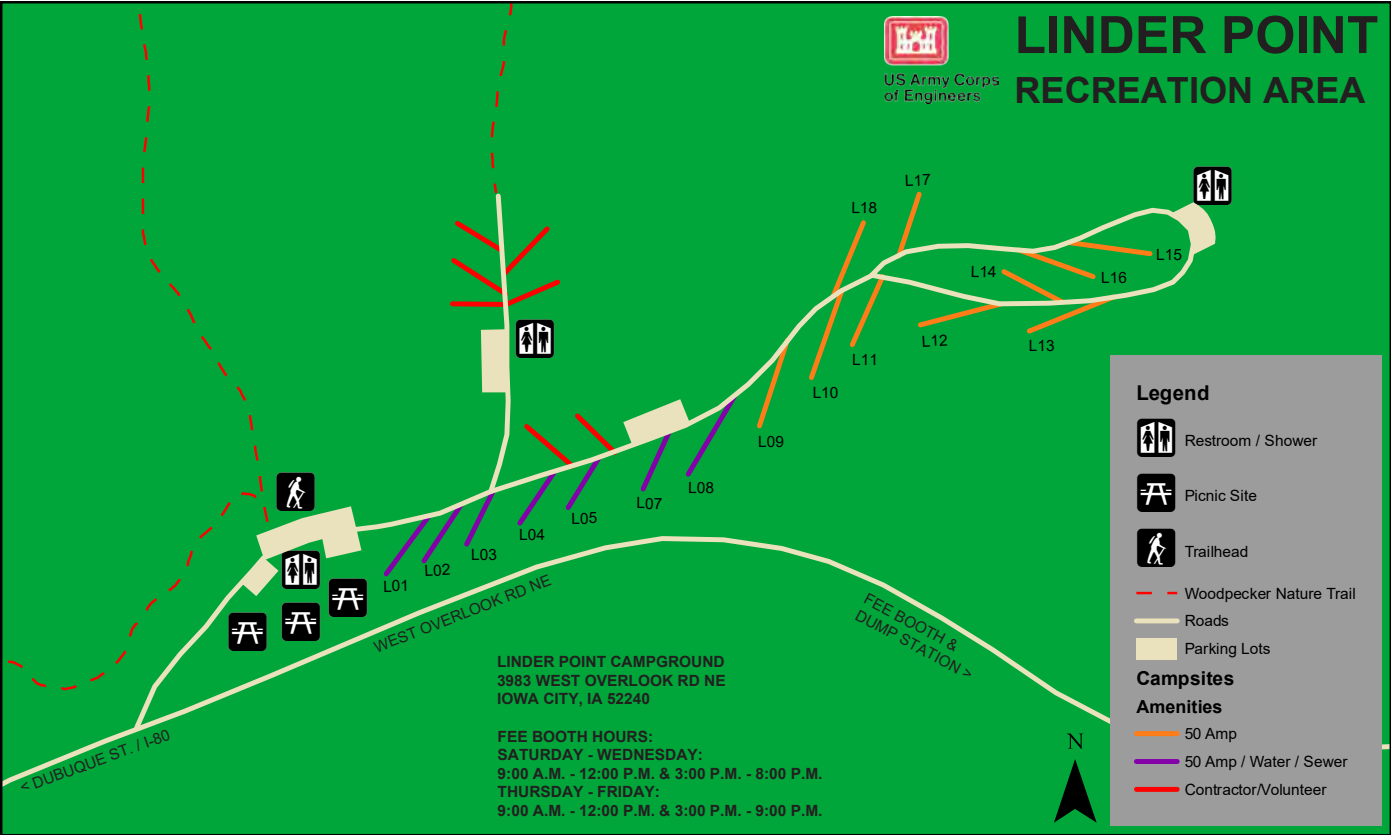 LINDER POINT
RECREATION AREA
US Army Corps
of Engineers
L17
L18
L15
L14
L16
L12
L13
L11
L10
L09
L08
L07
L05
L04
L03
L02
L01
WEST OVERLOOK RD NE
FEE BOOTH &
DUMP STATION >
< DUBUQUE ST. / I-80
LINDER POINT CAMPGROUND
3983 WEST OVERLOOK RD NE
IOWA CITY, IA 52240
FEE BOOTH HOURS:
SATURDAY - WEDNESDAY:
9:00 A.M. - 12:00 P.M. & 3:00 P.M. - 8:00 P.M.
THURSDAY - FRIDAY:
9:00 A.M. - 12:00 P.M. & 3:00 P.M. - 9:00 P.M.
N
Legend
Restroom / Shower
Picnic Site
Trailhead
Woodpecker Nature Trail
Roads
Parking Lots
Campsites
Amenities
50 Amp
50 Amp / Water / Sewer
Contractor/Volunteer